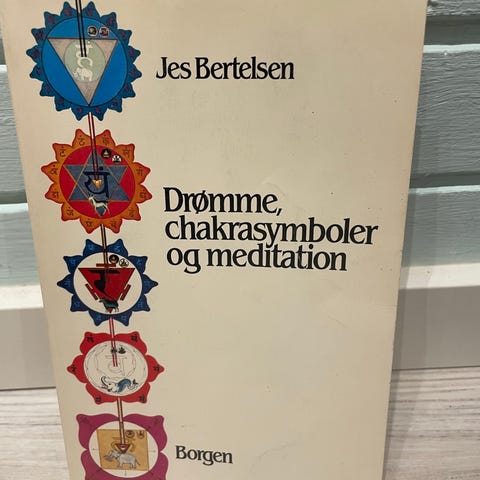 Jes Bertelsen
Drømme,
chakrasymboler
og meditation
Borgen